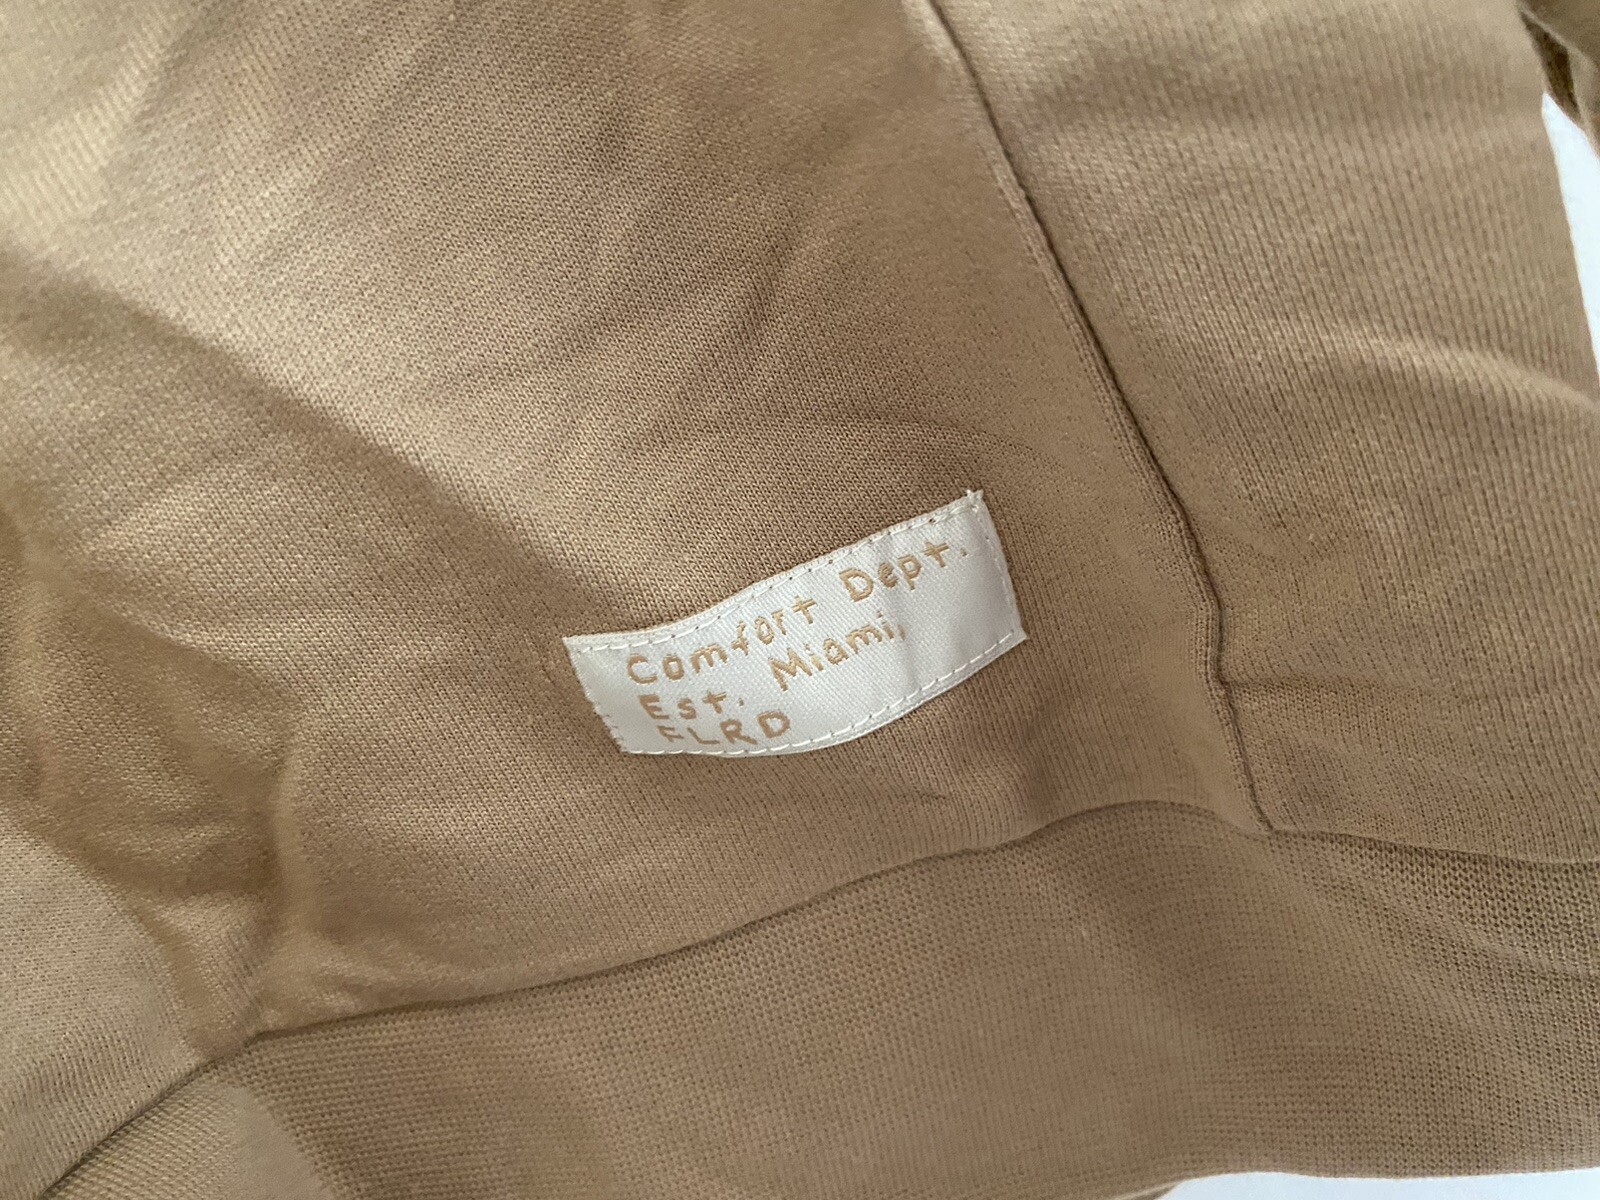 Comfort Dept.
Est. Miami,
FLRD